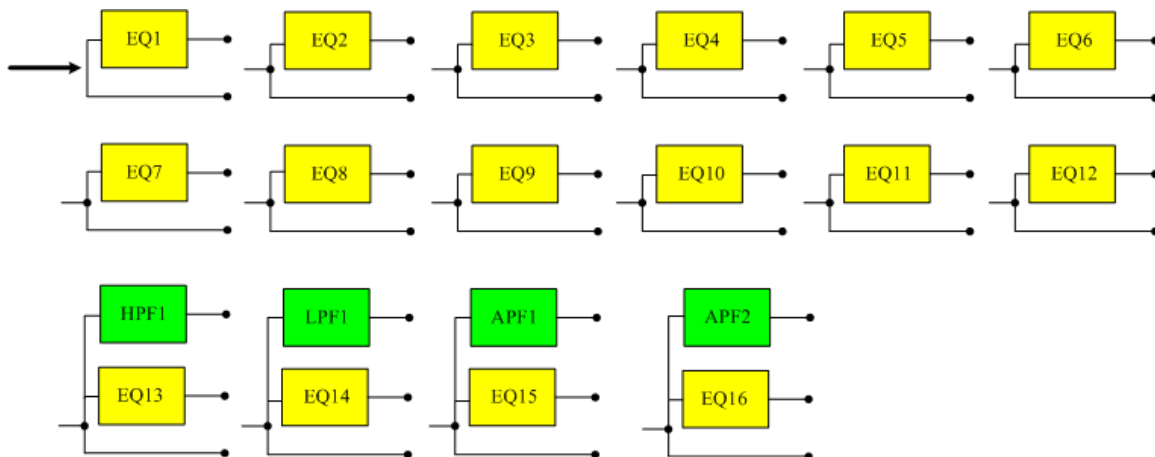 EQ1 EQ2 EQ3 EQ4 EQ5 EQ6
EQ7 EQ8 EQ9 EQ10 EQ11 EQ12
HPF1 LPF1 APF1 APF2
EQ13 EQ14 EQ15 EQ16